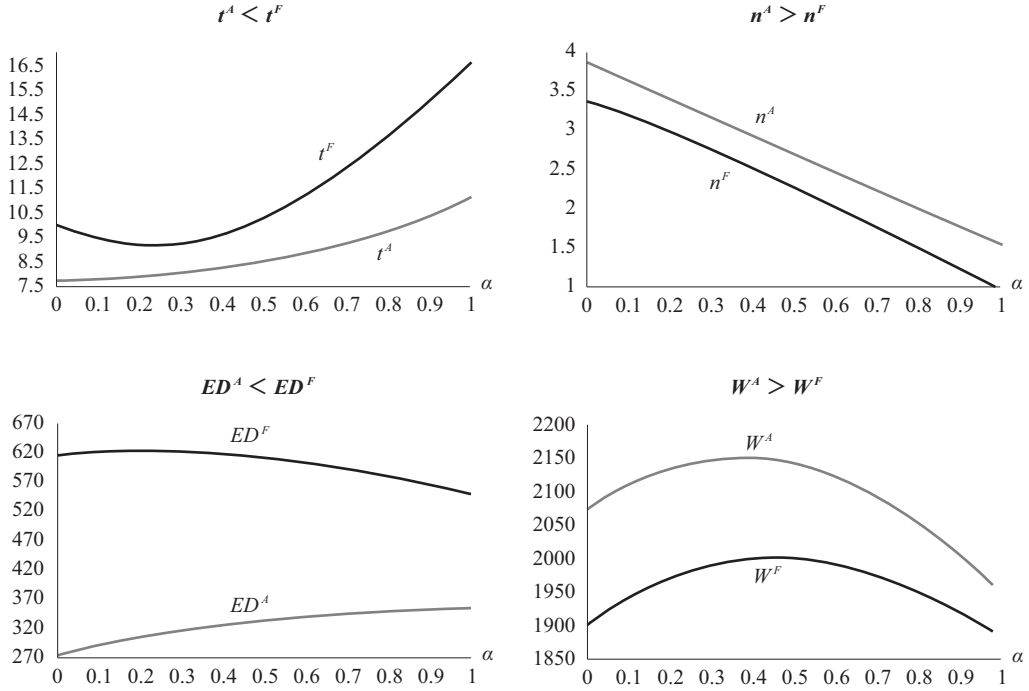 t^A < t^F
16.5
15.5
14.5
13.5
12.5
11.5
10.5
9.5
8.5
7.5
t^F
t^A
0 0.1 0.2 0.3 0.4 0.5 0.6 0.7 0.8 0.9 1
α
n^A > n^F
4
3.5
3
2.5
2
1.5
1
n^A
n^F
0 0.1 0.2 0.3 0.4 0.5 0.6 0.7 0.8 0.9 1
α
ED^A < ED^F
670
620
570
520
470
420
370
320
270
ED^F
ED^A
0 0.1 0.2 0.3 0.4 0.5 0.6 0.7 0.8 0.9 1
α
W^A > W^F
2200
2150
2100
2050
2000
1950
1900
1850
W^A
W^F
0 0.1 0.2 0.3 0.4 0.5 0.6 0.7 0.8 0.9 1
α